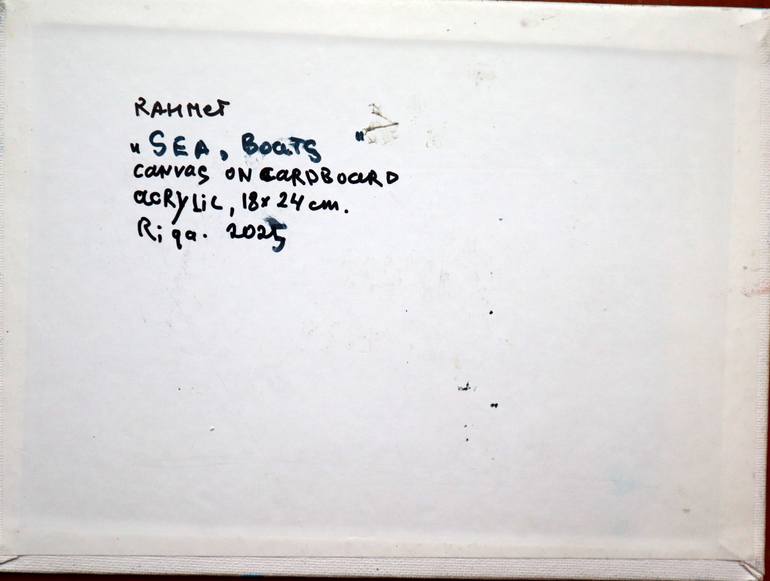 RAHMET
„SEA, Boats "
canvas ON CARDBOARD
acRylic, 18x24 cm.
Riga. 2025